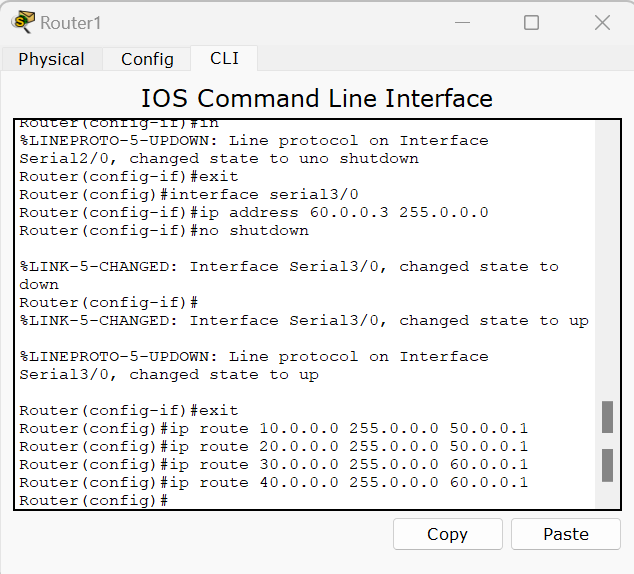 Router1
Physical Config CLI
IOS Command Line Interface
Router(config-if)#in
%LINEPROTO-5-UPDOWN: Line protocol on Interface
Serial2/0, changed state to uno shutdown
Router(config-if)#exit
Router(config)#interface serial3/0
Router(config-if)#ip address 60.0.0.3 255.0.0.0
Router(config-if)#no shutdown
%LINK-5-CHANGED: Interface Serial3/0, changed state to
down
Router(config-if)#
%LINK-5-CHANGED: Interface Serial3/0, changed state to up
%LINEPROTO-5-UPDOWN: Line protocol on Interface
Serial3/0, changed state to up
Router(config-if)#exit
Router(config)#ip route 10.0.0.0 255.0.0.0 50.0.0.1
Router(config)#ip route 20.0.0.0 255.0.0.0 50.0.0.1
Router(config)#ip route 30.0.0.0 255.0.0.0 60.0.0.1
Router(config)#ip route 40.0.0.0 255.0.0.0 60.0.0.1
Router(config)#
Copy Paste